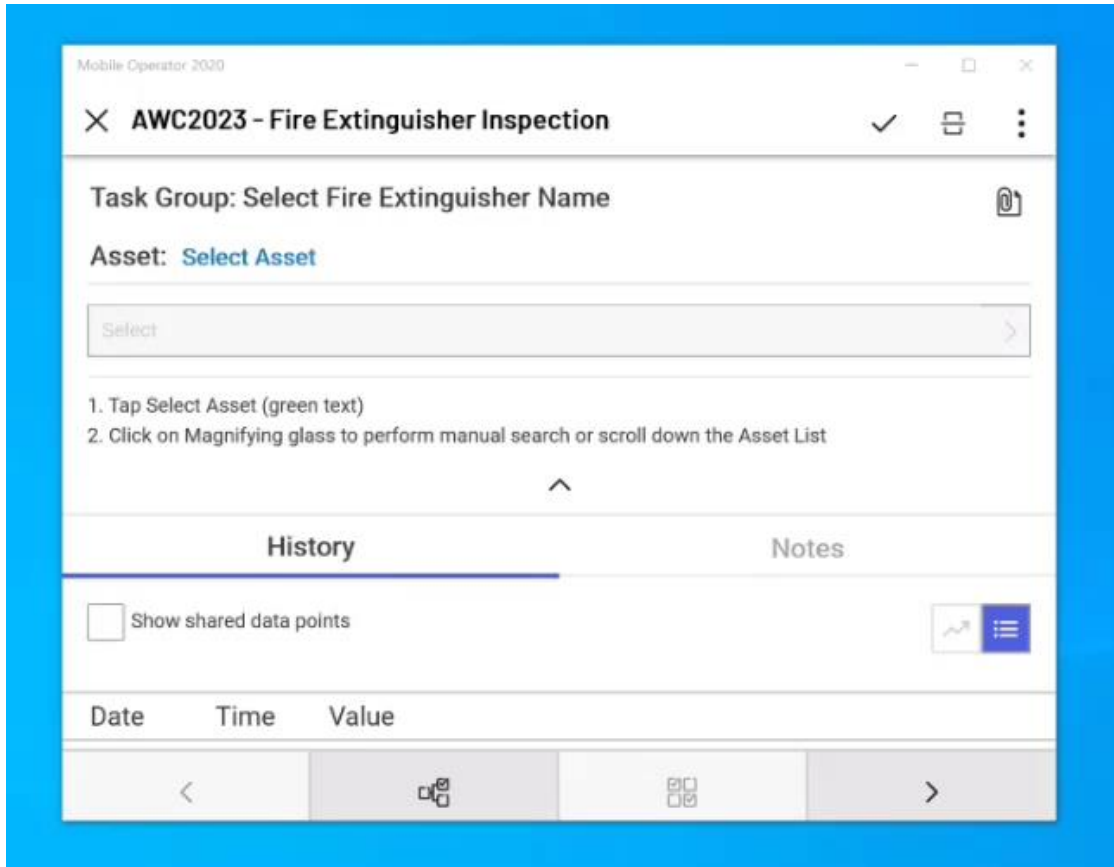 Mobile Operator 2020
AWC2023 - Fire Extinguisher Inspection
Task Group: Select Fire Extinguisher Name
Asset: Select Asset
Select
1. Tap Select Asset (green text)
2. Click on Magnifying glass to perform manual search or scroll down the Asset List
History Notes
Show shared data points
Date Time Value